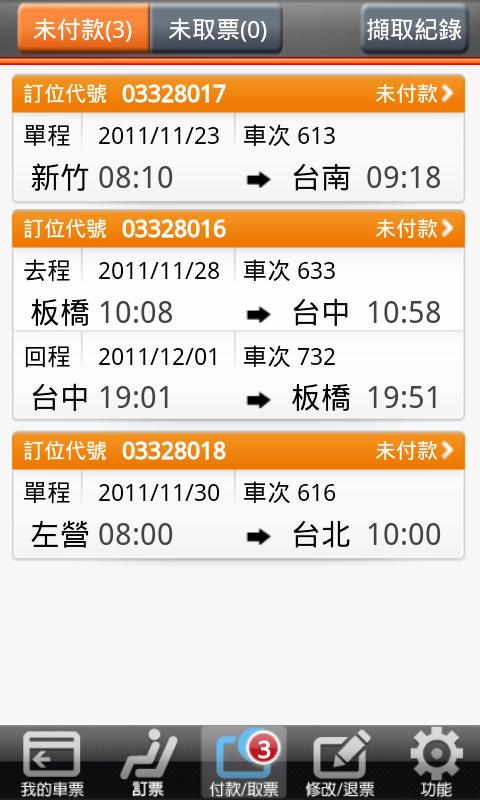 未付款(3) 未取票(0) 擷取紀錄
訂位代號 03328017 未付款
單程 2011/11/23 車次 613
新竹 08:10 台南 09:18
訂位代號 03328016 未付款
去程 2011/11/28 車次 633
板橋 10:08 台中 10:58
回程 2011/12/01 車次 732
台中 19:01 板橋 19:51
訂位代號 03328018 未付款
單程 2011/11/30 車次 616
左營 08:00 台北 10:00
3
我的車票 訂票 付款/取票 修改/退票 功能